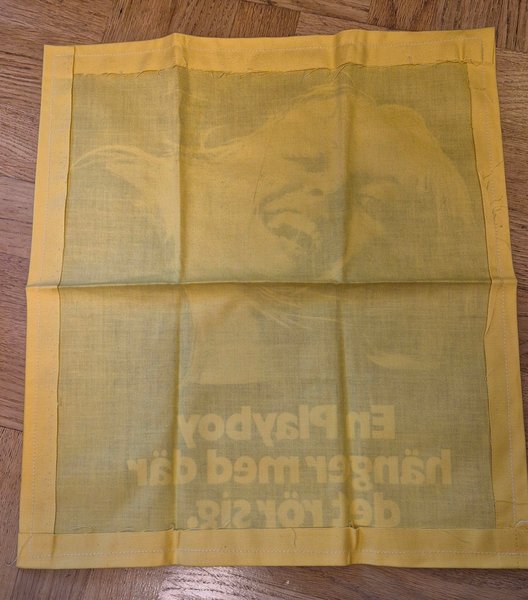 En Playboy
hänger med där
det rör sig.